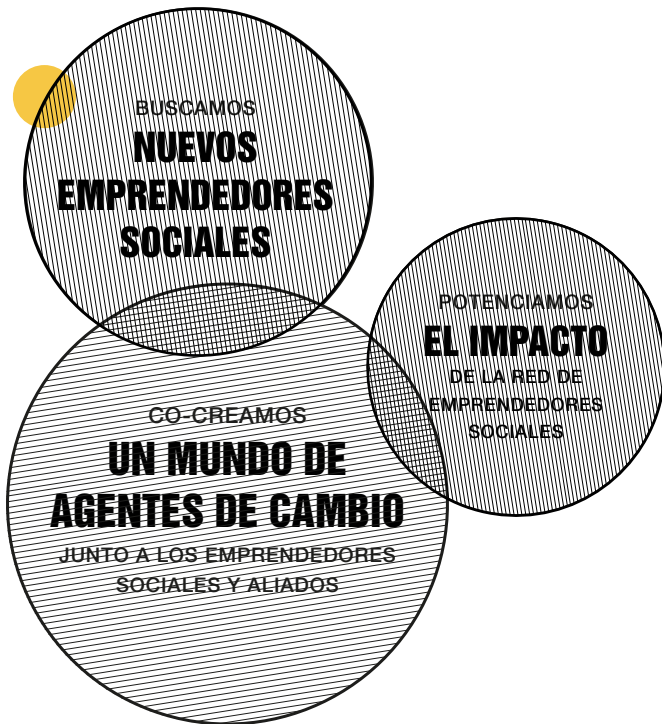 BUSCAMOS
NUEVOS
EMPRENDEDORES
SOCIALES
POTENCIAMOS
EL IMPACTO
DE LA RED DE
EMPRENDEDORES
SOCIALES
CO-CREAMOS
UN MUNDO DE
AGENTES DE CAMBIO
JUNTO A LOS EMPRENDEDORES
SOCIALES Y ALIADOS